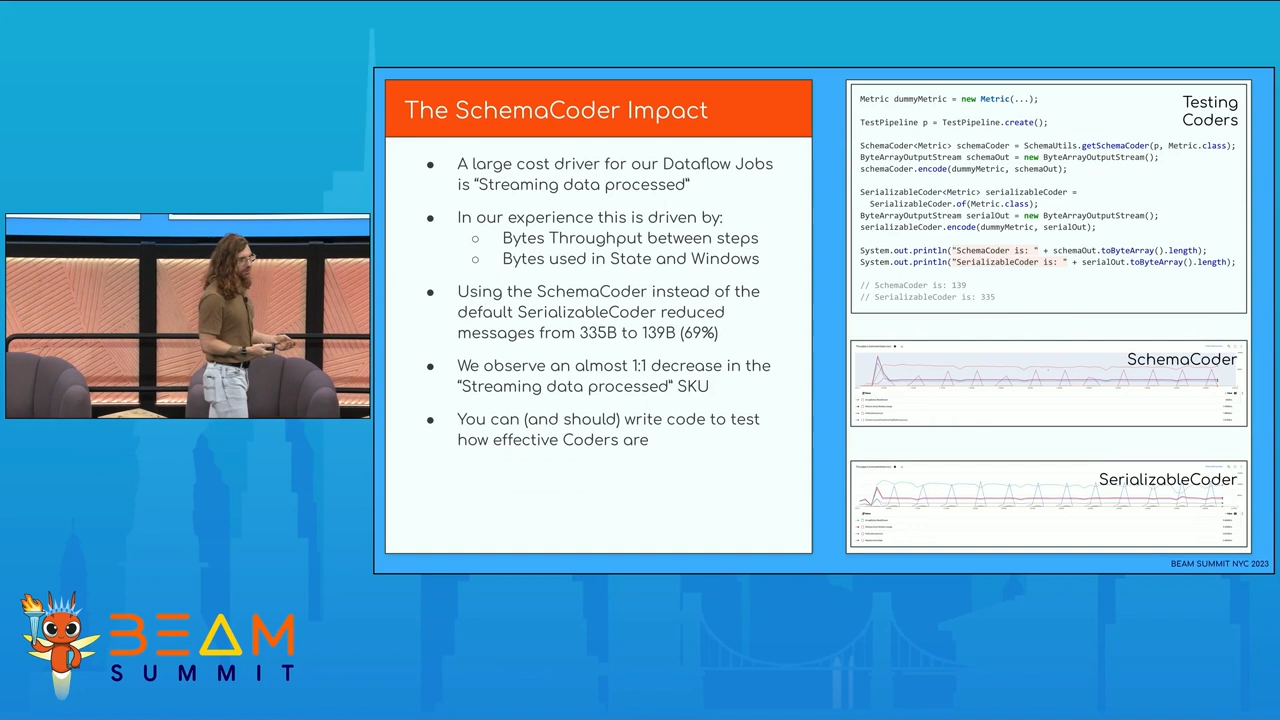 The SchemaCoder Impact
● A large cost driver for our Dataflow Jobs
is “Streaming data processed”
● In our experience this is driven by:
○ Bytes Throughput between steps
○ Bytes used in State and Windows
● Using the SchemaCoder instead of the
default SerializableCoder reduced
messages from 335B to 139B (69%)
● We observe an almost 1:1 decrease in the
“Streaming data processed” SKU
● You can (and should) write code to test
how effective Coders are
Testing
Coders
Metric dummyMetric = new Metric(...);
TestPipeline p = TestPipeline.create();
SchemaCoder<Metric> schemaCoder = SchemaUtils.getSchemaCoder(p, Metric.class);
ByteArrayOutputStream schemaOut = new ByteArrayOutputStream();
schemaCoder.encode(dummyMetric, schemaOut);
SerializableCoder<Metric> serializableCoder =
SerializableCoder.of(Metric.class);
ByteArrayOutputStream serialOut = new ByteArrayOutputStream();
serializableCoder.encode(dummyMetric, serialOut);
System.out.println("SchemaCoder is: " + schemaOut.toByteArray().length);
System.out.println("SerializableCoder is: " + serialOut.toByteArray().length);
// SchemaCoder is: 139
// SerializableCoder is: 335
SchemaCoder
SerializableCoder
BEAM SUMMIT NYC 2023
BEAM
SUMMIT